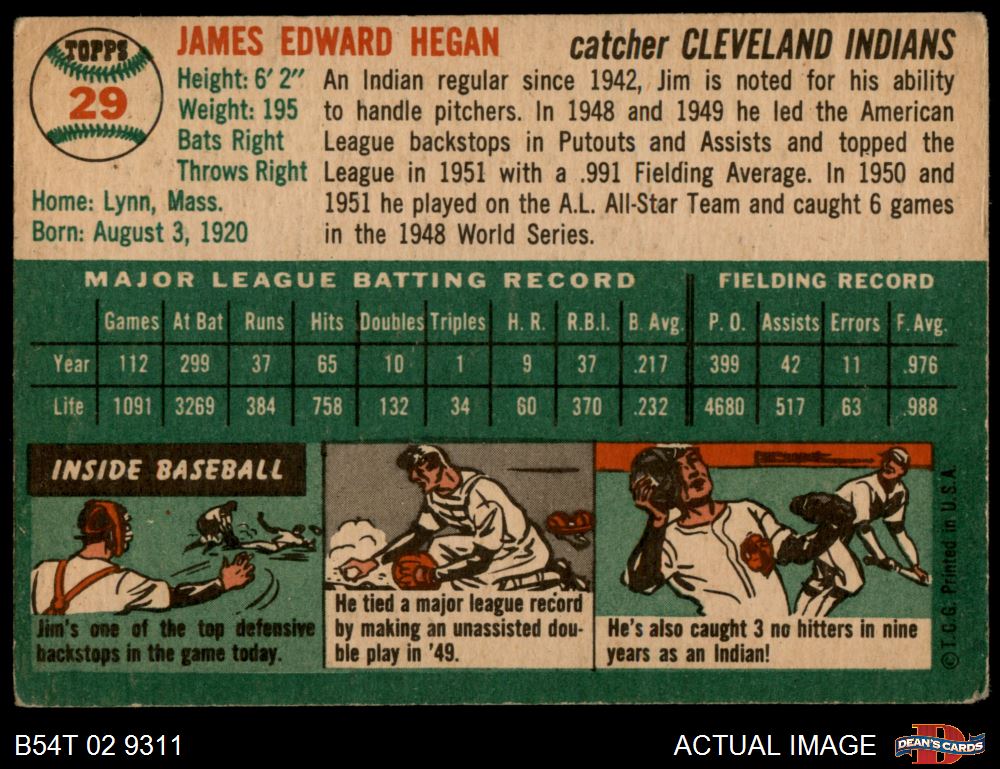 TOPPS
29
JAMES EDWARD HEGAN
catcher CLEVELAND INDIANS
Height: 6' 2"
Weight: 195
Bats Right
Throws Right
Home: Lynn, Mass.
Born: August 3, 1920
An Indian regular since 1942, Jim is noted for his ability
to handle pitchers. In 1948 and 1949 he led the American
League backstops in Putouts and Assists and topped the
League in 1951 with a .991 Fielding Average. In 1950 and
1951 he played on the A.L. All-Star Team and caught 6 games
in the 1948 World Series.
MAJOR LEAGUE BATTING RECORD FIELDING RECORD
Games At Bat Runs Hits Doubles Triples H. R. R.B.I. B. Avg. P. O. Assists Errors F. Avg.
Year 112 299 37 65 10 1 9 37 .217 399 42 11 .976
Life 1091 3269 384 758 132 34 60 370 .232 4680 517 63 .988
INSIDE BASEBALL
Jim's one of the top defensive
backstops in the game today.
He tied a major league record
by making an unassisted dou-
ble play in '49.
He's also caught 3 no hitters in nine
years as an Indian!
© T.C.G. Printed in U.S.A.
B54T 02 9311
ACTUAL IMAGE
DEAN'S CARDS